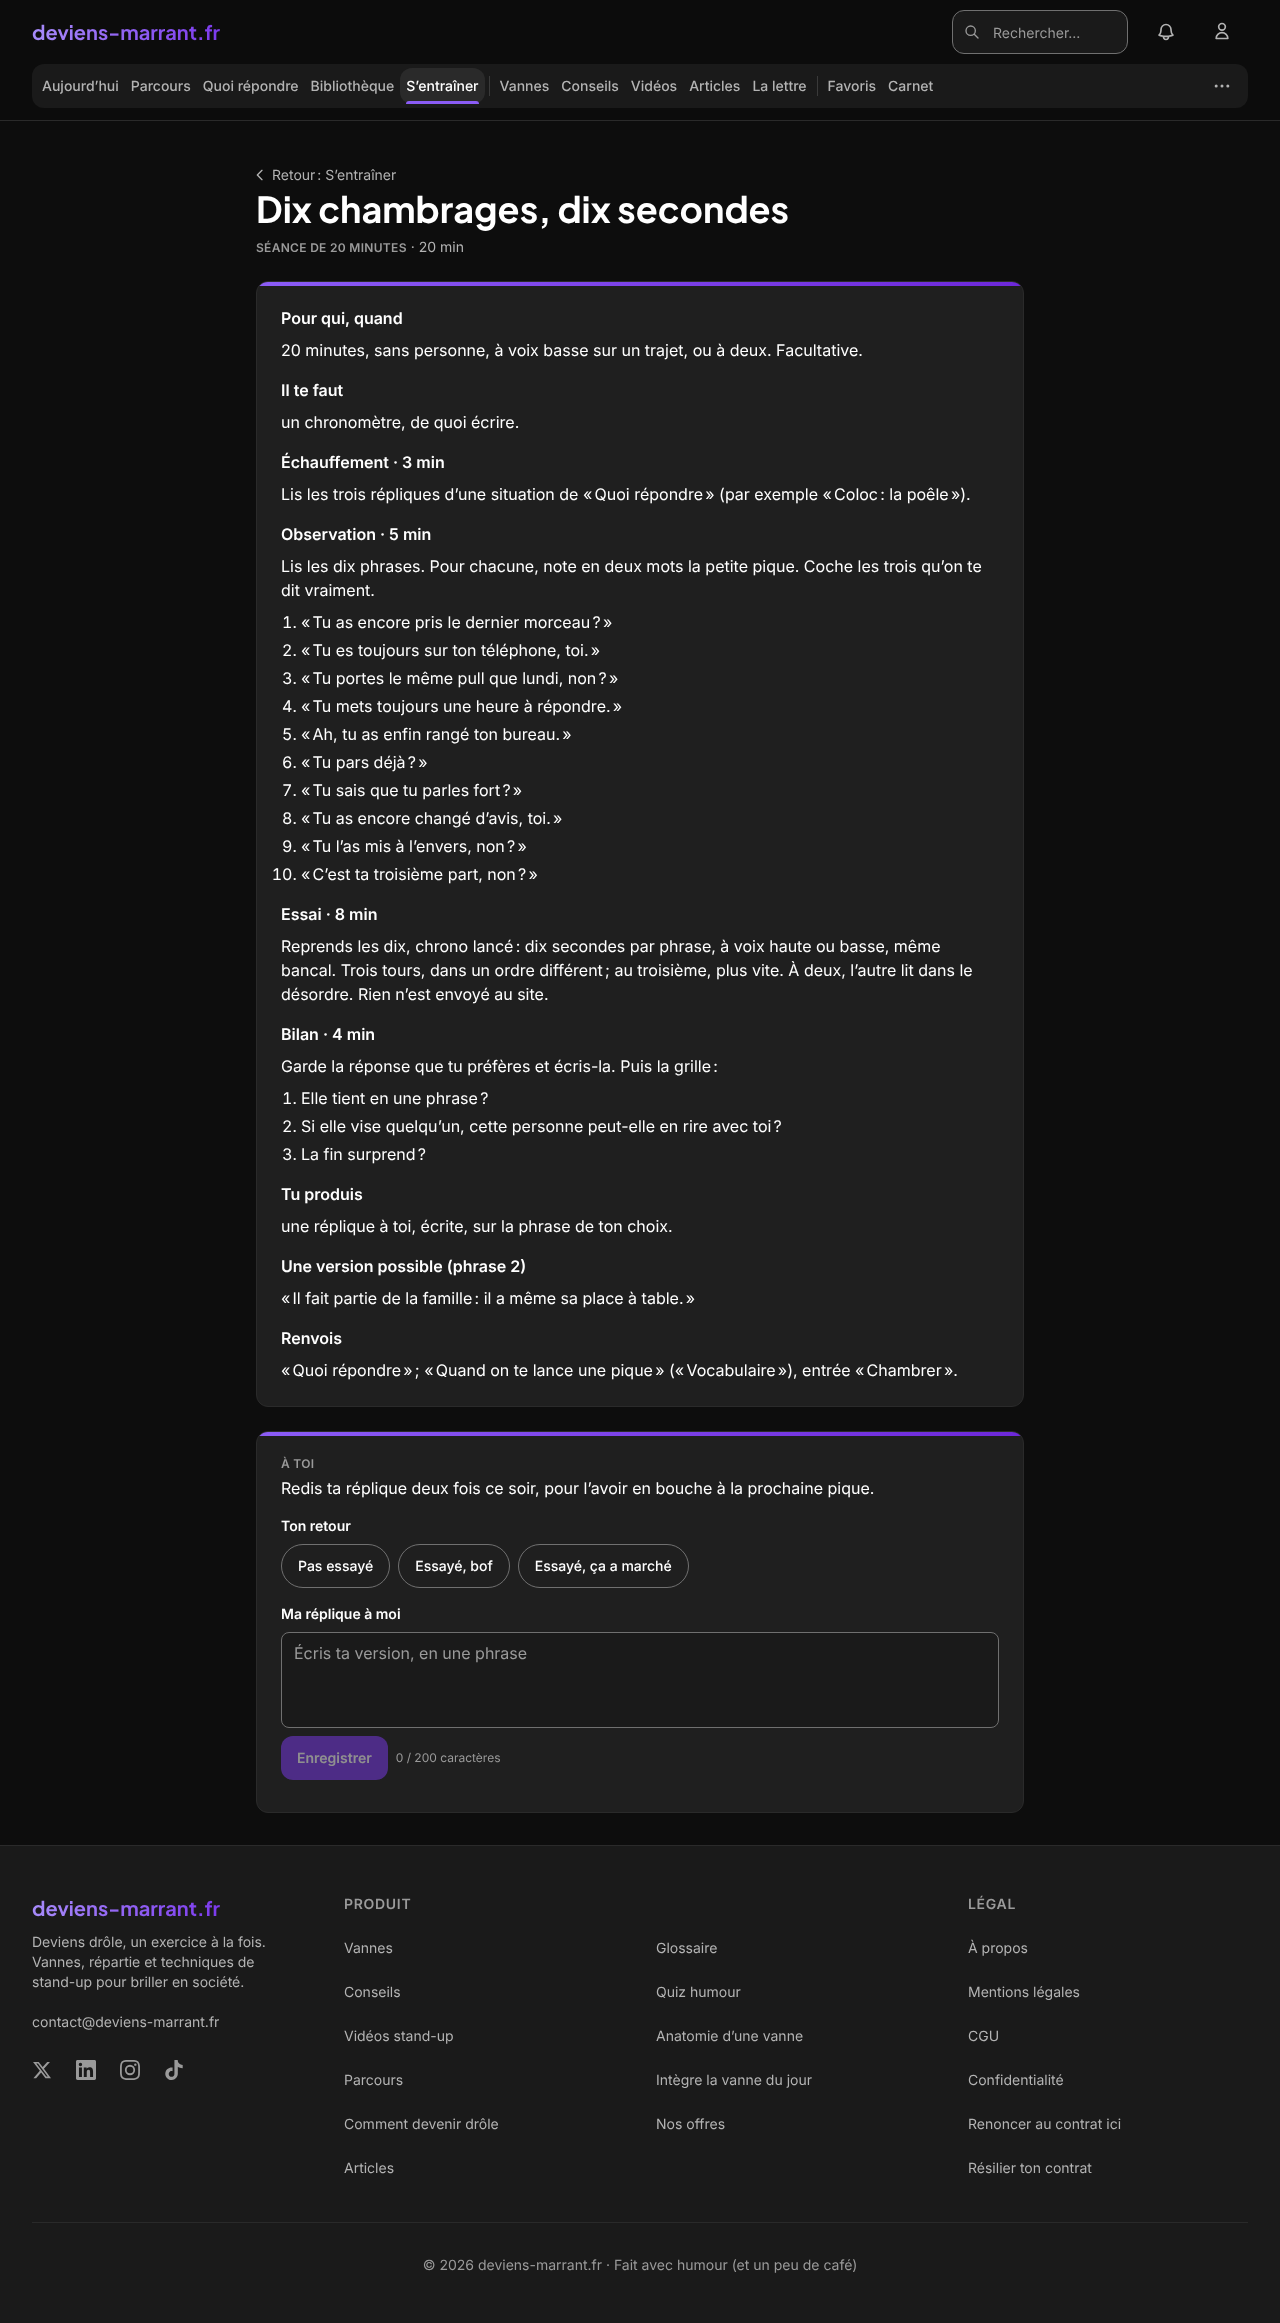 deviens-marrant.fr
Rechercher...
Aujourd’hui Parcours Quoi répondre Bibliothèque S’entraîner Vannes Conseils Vidéos Articles La lettre Favoris Carnet
Retour : S’entraîner
Dix chambrages, dix secondes
SÉANCE DE 20 MINUTES · 20 min
Pour qui, quand
20 minutes, sans personne, à voix basse sur un trajet, ou à deux. Facultative.
Il te faut
un chronomètre, de quoi écrire.
Échauffement · 3 min
Lis les trois répliques d’une situation de « Quoi répondre » (par exemple « Coloc : la poêle »).
Observation · 5 min
Lis les dix phrases. Pour chacune, note en deux mots la petite pique. Coche les trois qu’on te
dit vraiment.
1. « Tu as encore pris le dernier morceau ? »
2. « Tu es toujours sur ton téléphone, toi. »
3. « Tu portes le même pull que lundi, non ? »
4. « Tu mets toujours une heure à répondre. »
5. « Ah, tu as enfin rangé ton bureau. »
6. « Tu pars déjà ? »
7. « Tu sais que tu parles fort ? »
8. « Tu as encore changé d’avis, toi. »
9. « Tu l’as mis à l’envers, non ? »
10. « C’est ta troisième part, non ? »
Essai · 8 min
Reprends les dix, chrono lancé : dix secondes par phrase, à voix haute ou basse, même
bancal. Trois tours, dans un ordre différent ; au troisième, plus vite. À deux, l’autre lit dans le
désordre. Rien n’est envoyé au site.
Bilan · 4 min
Garde la réponse que tu préfères et écris-la. Puis la grille :
1. Elle tient en une phrase ?
2. Si elle vise quelqu’un, cette personne peut-elle en rire avec toi ?
3. La fin surprend ?
Tu produis
une réplique à toi, écrite, sur la phrase de ton choix.
Une version possible (phrase 2)
« Il fait partie de la famille : il a même sa place à table. »
Renvois
« Quoi répondre » ; « Quand on te lance une pique » (« Vocabulaire »), entrée « Chambrer ».
À TOI
Redis ta réplique deux fois ce soir, pour l’avoir en bouche à la prochaine pique.
Ton retour
Pas essayé Essayé, bof Essayé, ça a marché
Ma réplique à moi
Écris ta version, en une phrase
Enregistrer 0 / 200 caractères
deviens-marrant.fr
Deviens drôle, un exercice à la fois.
Vannes, répartie et techniques de
stand-up pour briller en société.
contact@deviens-marrant.fr
PRODUIT
Vannes
Conseils
Vidéos stand-up
Parcours
Comment devenir drôle
Articles
Glossaire
Quiz humour
Anatomie d’une vanne
Intègre la vanne du jour
Nos offres
LÉGAL
À propos
Mentions légales
CGU
Confidentialité
Renoncer au contrat ici
Résilier ton contrat
© 2026 deviens-marrant.fr · Fait avec humour (et un peu de café)